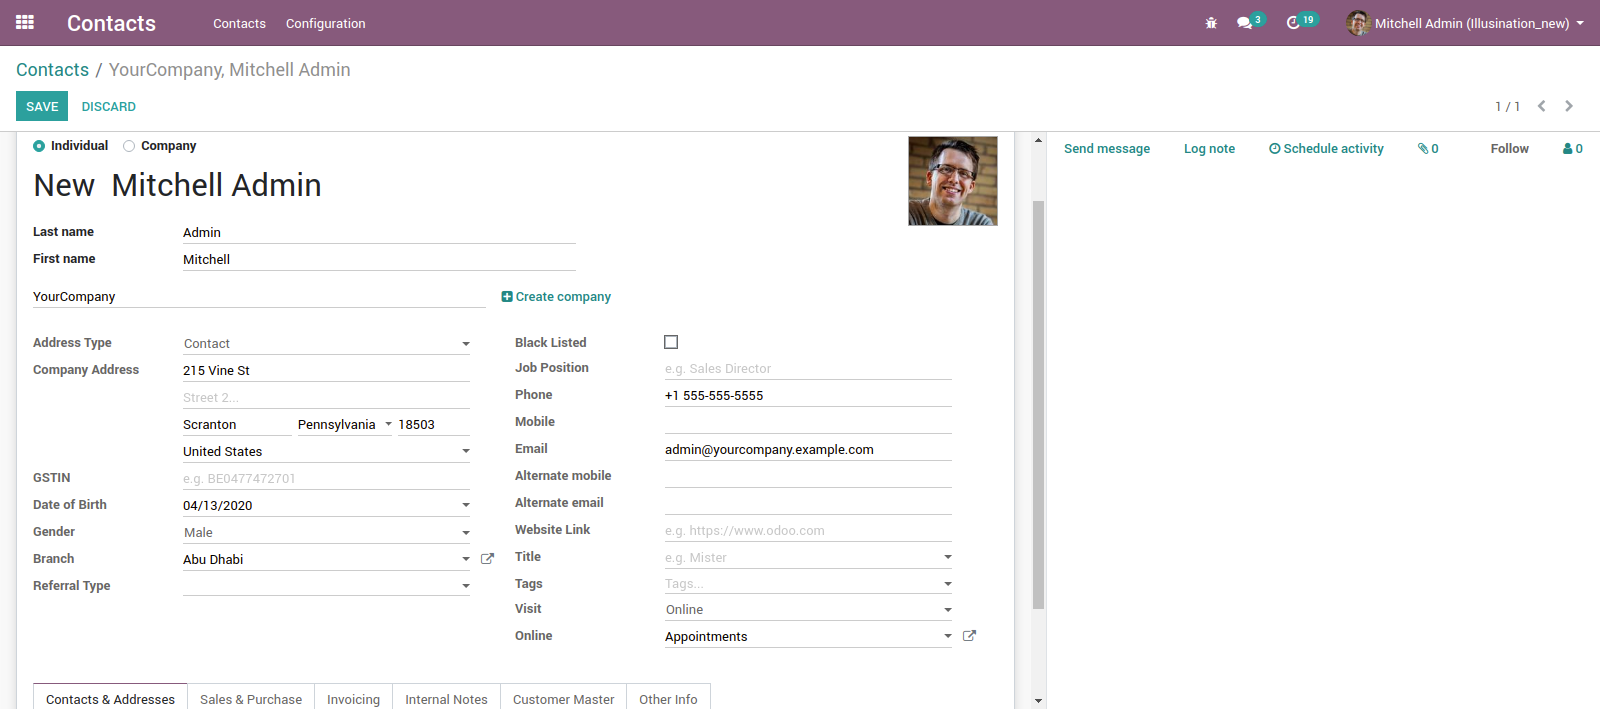 Contacts Contacts Configuration 3 19 Mitchell Admin (Illusination_new)
Contacts / YourCompany, Mitchell Admin
SAVE DISCARD 1 / 1
Individual Company
Send message Log note Schedule activity 0 Follow 0
New Mitchell Admin
Last name Admin
First name Mitchell
YourCompany Create company
Address Type Contact
Company Address 215 Vine St
Street 2...
Scranton Pennsylvania 18503
United States
GSTIN e.g. BE0477472701
Date of Birth 04/13/2020
Gender Male
Branch Abu Dhabi
Referral Type
Black Listed
Job Position e.g. Sales Director
Phone +1 555-555-5555
Mobile
Email admin@yourcompany.example.com
Alternate mobile
Alternate email
Website Link e.g. https://www.odoo.com
Title e.g. Mister
Tags Tags...
Visit Online
Online Appointments
Contacts & Addresses Sales & Purchase Invoicing Internal Notes Customer Master Other Info